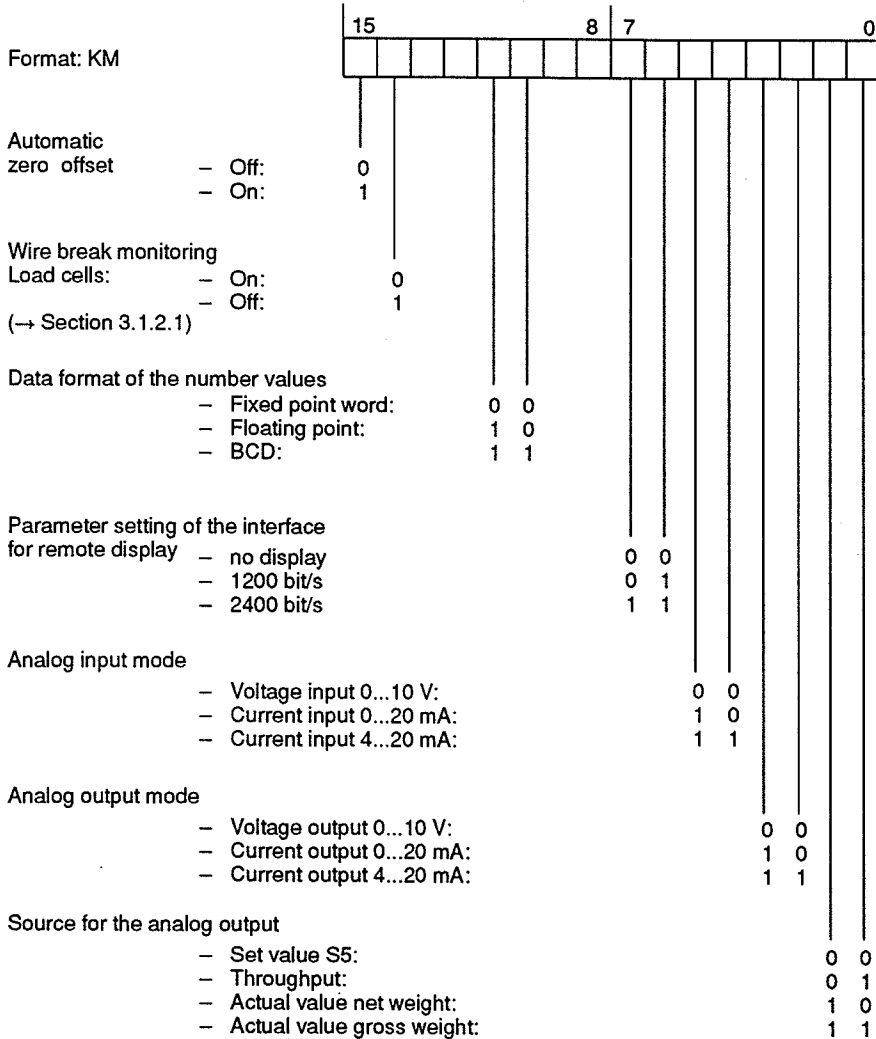 15 8 7 0
Format: KM
Automatic
zero offset – Off: 0
– On: 1
Wire break monitoring
Load cells: – On: 0
– Off: 1
(→ Section 3.1.2.1)
Data format of the number values
– Fixed point word: 0 0
– Floating point: 1 0
– BCD: 1 1
Parameter setting of the interface
for remote display – no display 0 0
– 1200 bit/s 0 1
– 2400 bit/s 1 1
Analog input mode
– Voltage input 0...10 V: 0 0
– Current input 0...20 mA: 1 0
– Current input 4...20 mA: 1 1
Analog output mode
– Voltage output 0...10 V: 0 0
– Current output 0...20 mA: 1 0
– Current output 4...20 mA: 1 1
Source for the analog output
– Set value S5: 0 0
– Throughput: 0 1
– Actual value net weight: 1 0
– Actual value gross weight: 1 1